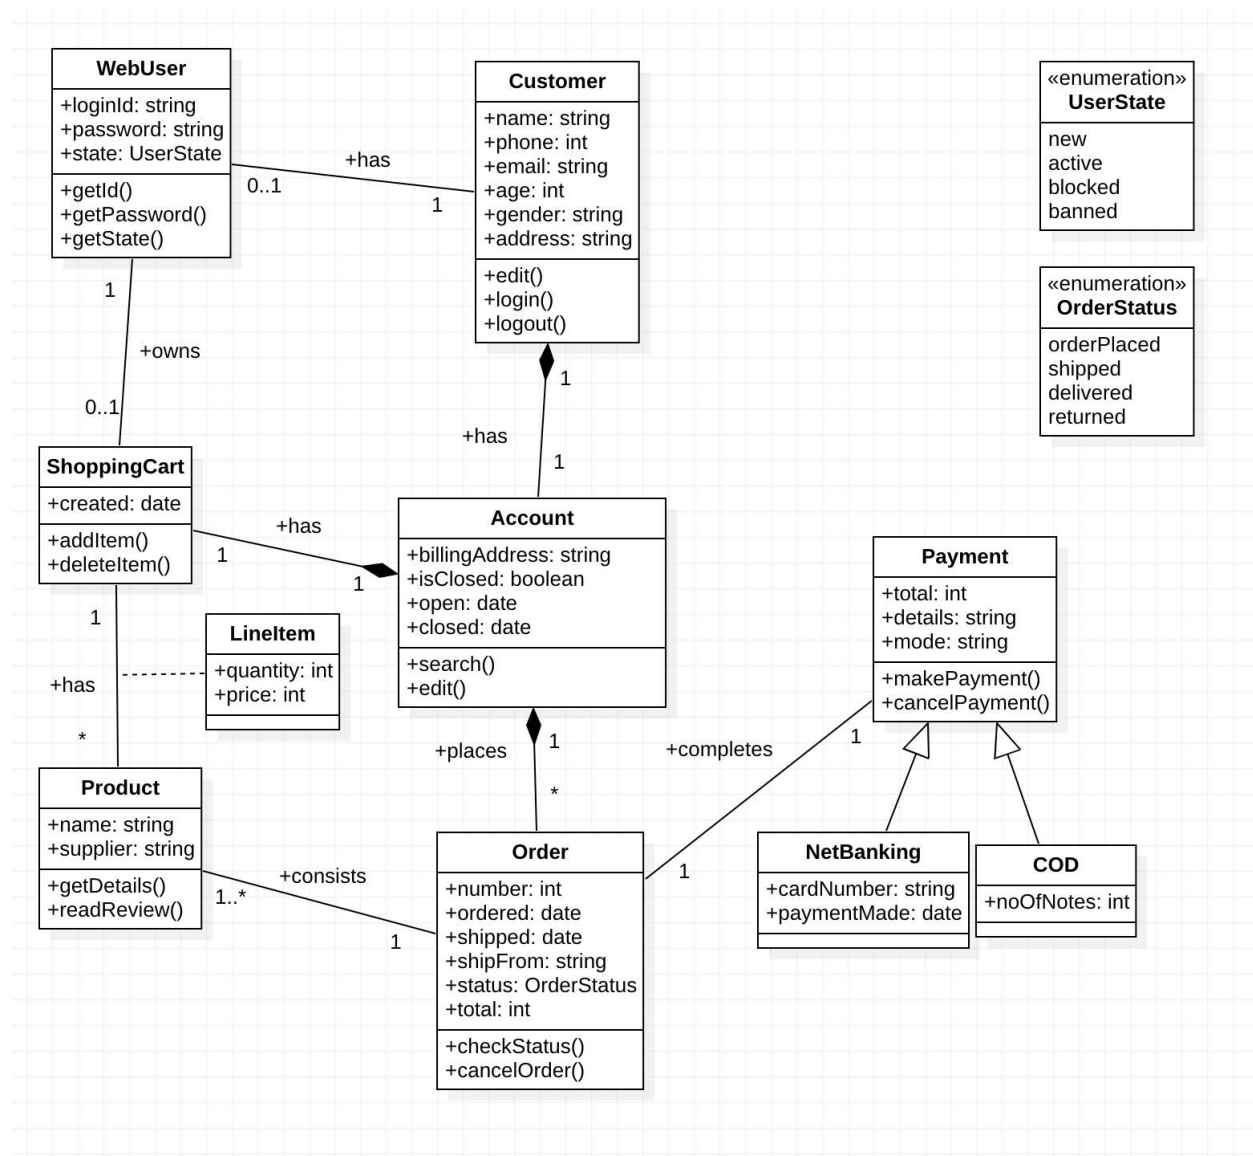 WebUser
+loginId: string
+password: string
+state: UserState
+getId()
+getPassword()
+getState()
+has
0..1
1
Customer
+name: string
+phone: int
+email: string
+age: int
+gender: string
+address: string
+edit()
+login()
+logout()
«enumeration»
UserState
new
active
blocked
banned
«enumeration»
OrderStatus
orderPlaced
shipped
delivered
returned
1
+owns
0..1
1
+has
1
ShoppingCart
+created: date
+addItem()
+deleteItem()
+has
1
1
Account
+billingAddress: string
+isClosed: boolean
+open: date
+closed: date
+search()
+edit()
Payment
+total: int
+details: string
+mode: string
+makePayment()
+cancelPayment()
1
+has
*
LineItem
+quantity: int
+price: int
+places
1
*
+completes
1
1
Product
+name: string
+supplier: string
+getDetails()
+readReview()
+consists
1..*
1
Order
+number: int
+ordered: date
+shipped: date
+shipFrom: string
+status: OrderStatus
+total: int
+checkStatus()
+cancelOrder()
NetBanking
+cardNumber: string
+paymentMade: date
COD
+noOfNotes: int